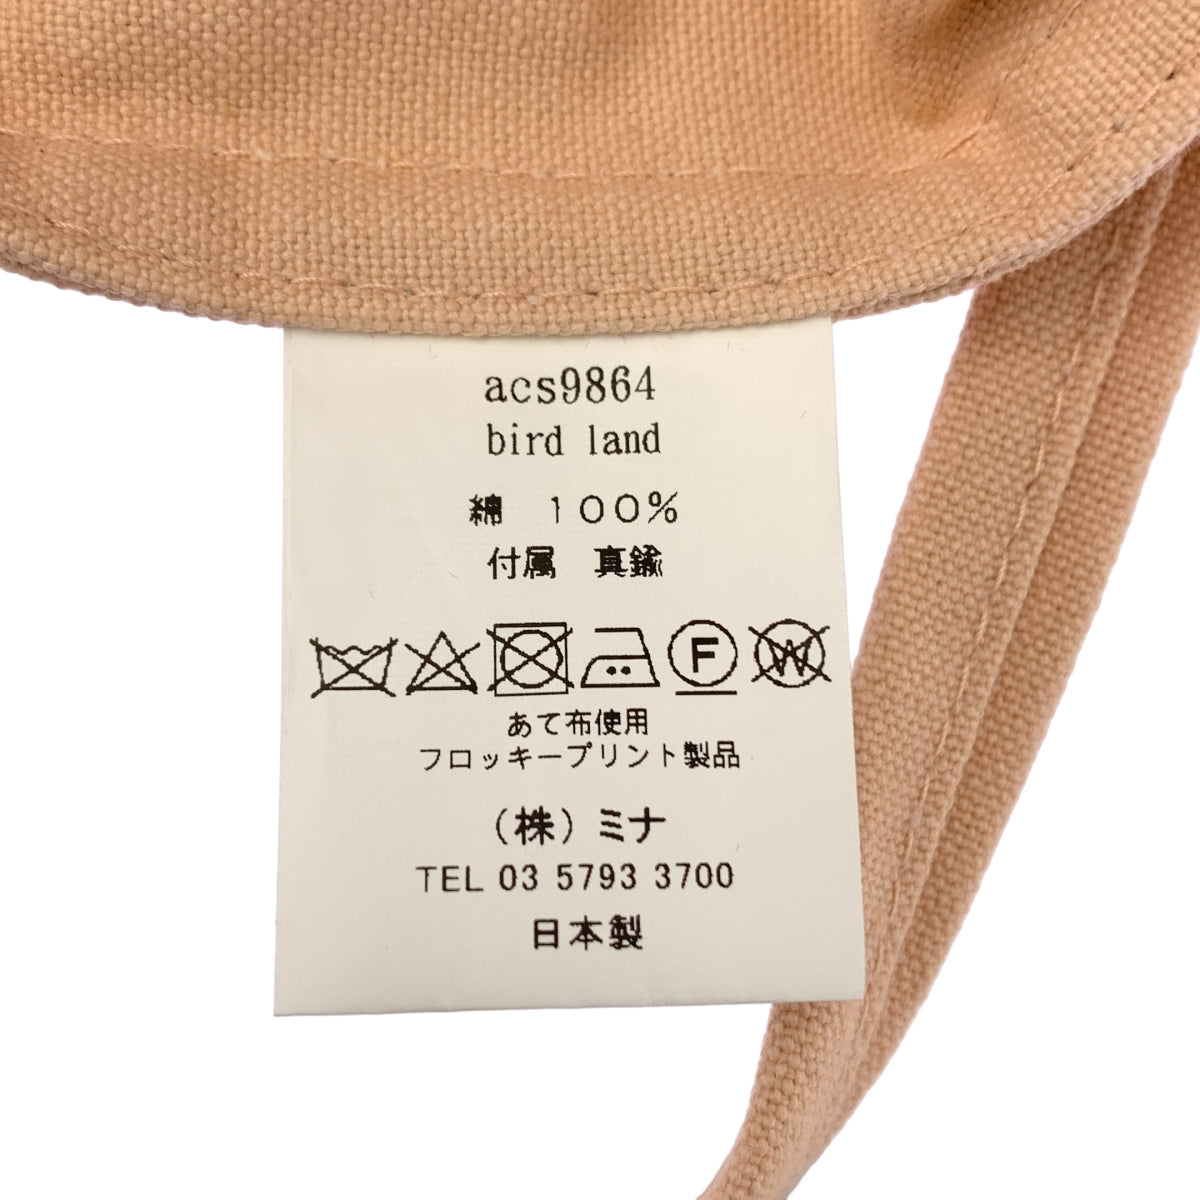 acs9864
bird land
綿　１００％
付属　真鍮
F W
あて布使用
フロッキープリント製品
（株）ミナ
TEL 03 5793 3700
日本製